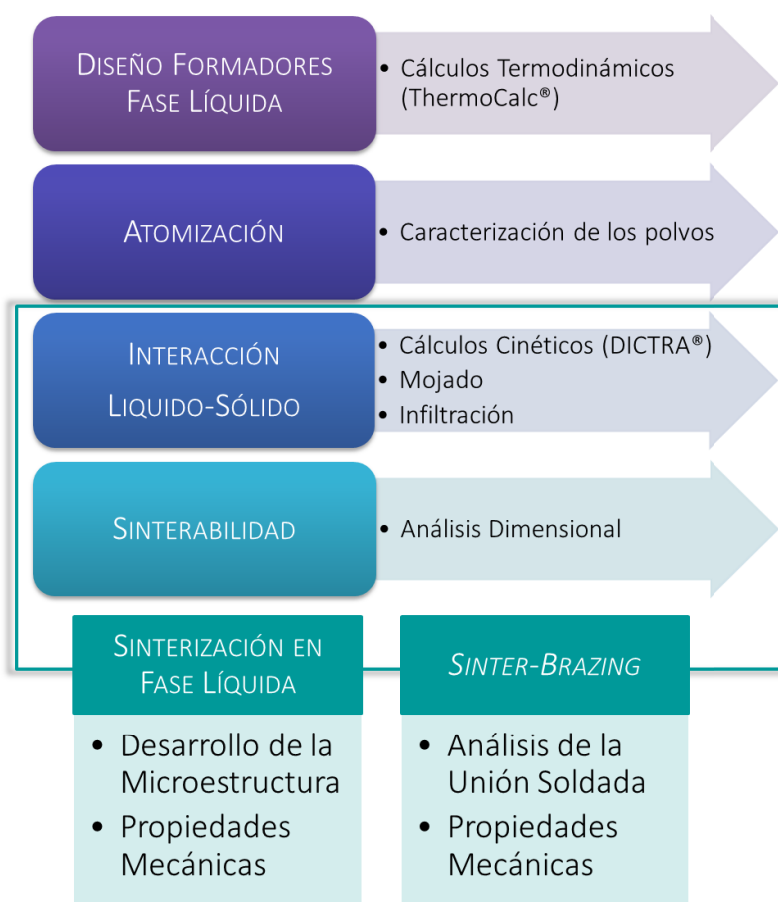 DISEÑO FORMADORES
FASE LÍQUIDA
• Cálculos Termodinámicos
(ThermoCalc®)
ATOMIZACIÓN
• Caracterización de los polvos
INTERACCIÓN
LIQUIDO-SÓLIDO
• Cálculos Cinéticos (DICTRA®)
• Mojado
• Infiltración
SINTERABILIDAD
• Análisis Dimensional
SINTERIZACIÓN EN
FASE LÍQUIDA
• Desarrollo de la
Microestructura
• Propiedades
Mecánicas
SINTER-BRAZING
• Análisis de la
Unión Soldada
• Propiedades
Mecánicas